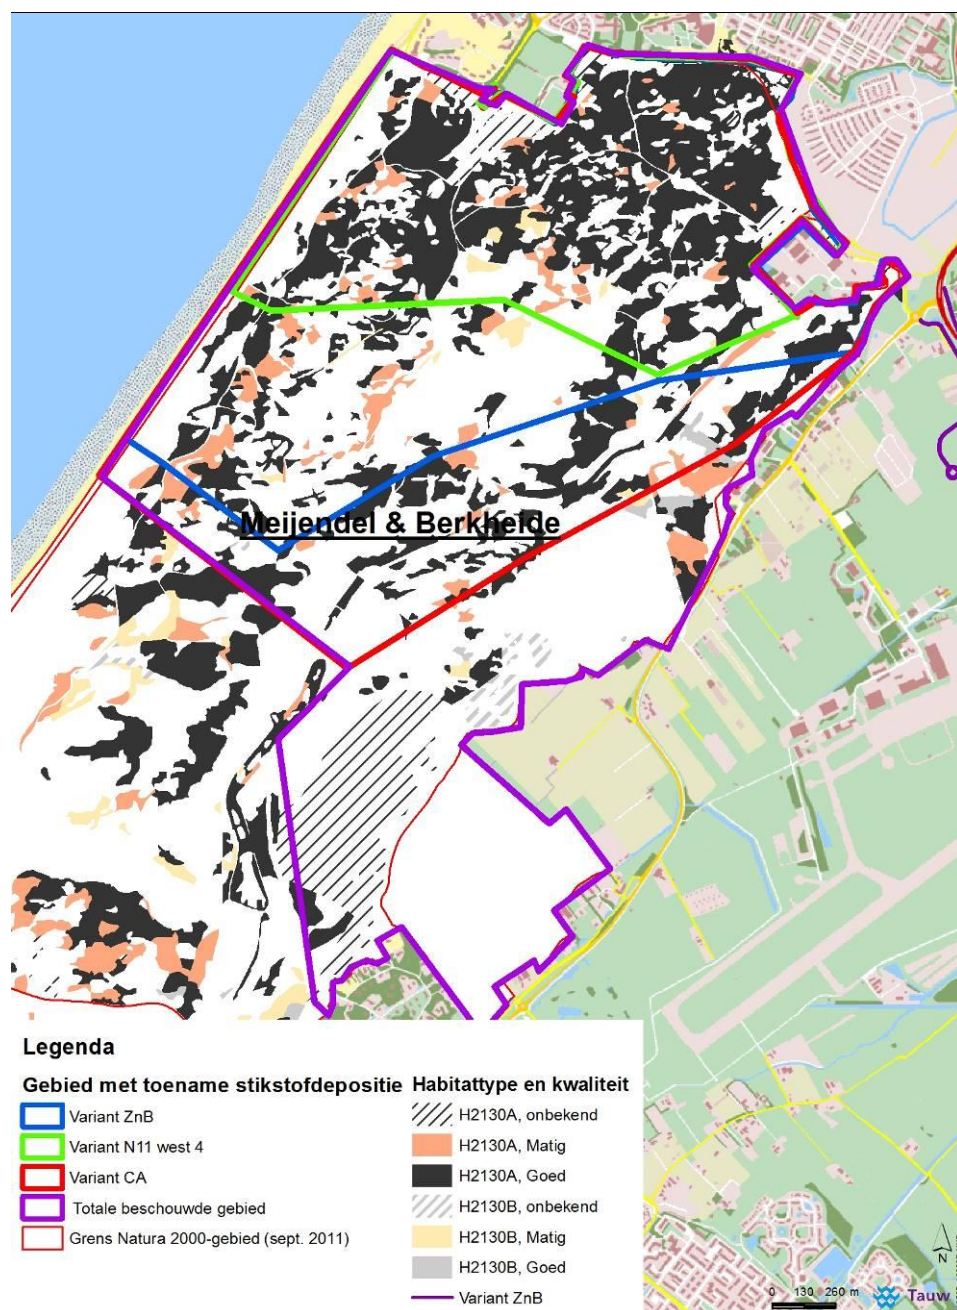 Meijendel & Berkheide
Legenda
Gebied met toename stikstofdepositie
Variant ZnB
Variant N11 west 4
Variant CA
Totale beschouwde gebied
Grens Natura 2000-gebied (sept. 2011)
Habitattype en kwaliteit
H2130A, onbekend
H2130A, Matig
H2130A, Goed
H2130B, onbekend
H2130B, Matig
H2130B, Goed
Variant ZnB
N
0 130 260 m
Tauw